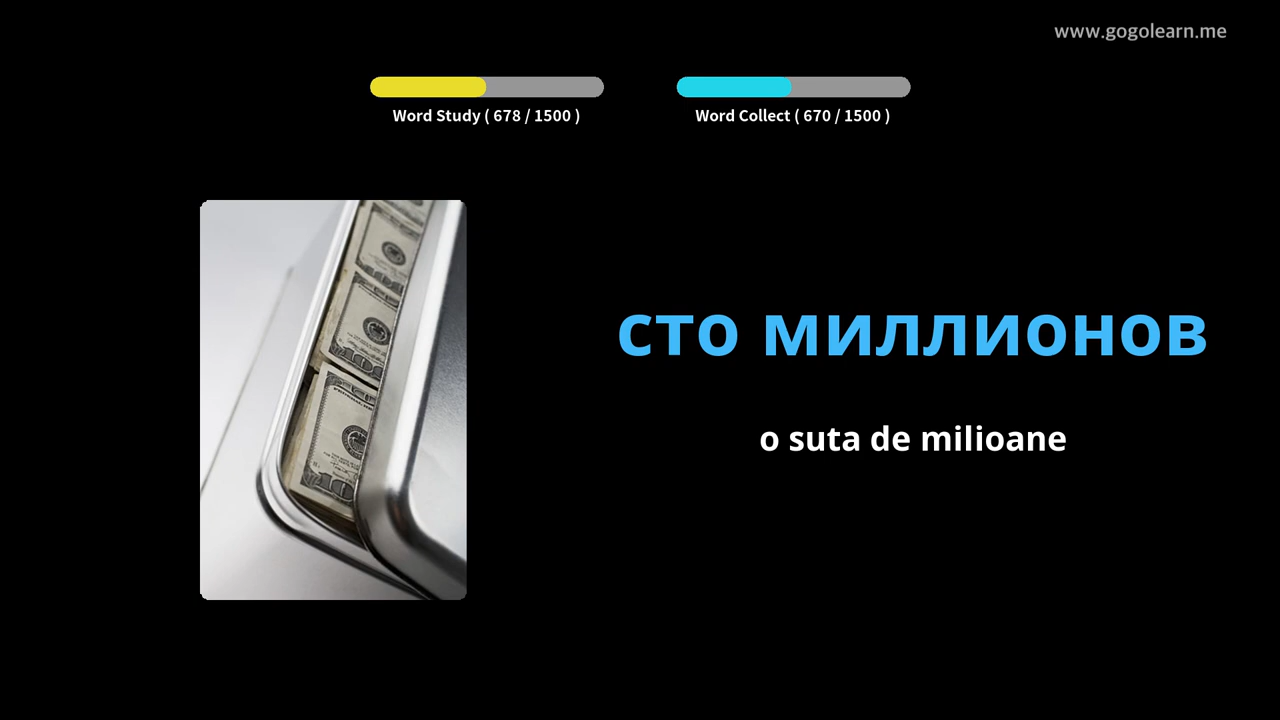 www.gogolearn.me
Word Study ( 678 / 1500 )
Word Collect ( 670 / 1500 )
сто миллионов
o suta de milioane